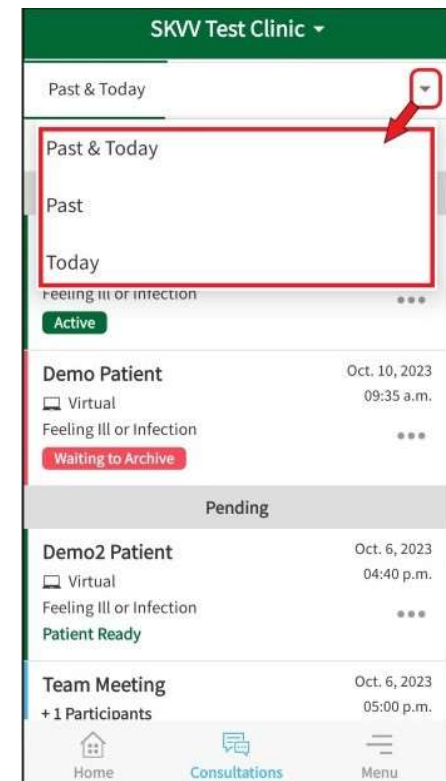 SKVV Test Clinic
Past & Today
Past & Today
Past
Today
Feeling Ill or Infection
Active
Demo Patient
Oct. 10, 2023
Virtual
09:35 a.m.
Feeling Ill or Infection
Waiting to Archive
Pending
Demo2 Patient
Oct. 6, 2023
Virtual
04:40 p.m.
Feeling Ill or Infection
Patient Ready
Team Meeting
Oct. 6, 2023
+ 1 Participants
05:00 p.m.
Home
Consultations
Menu